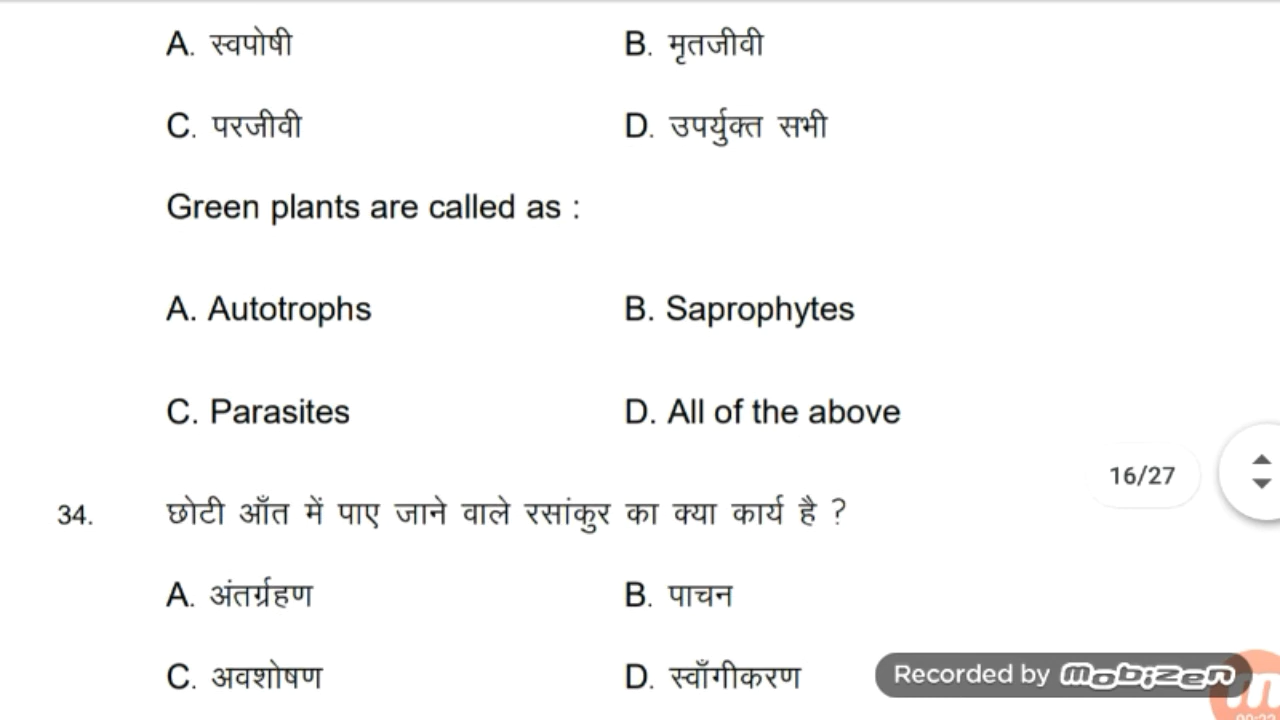 A. स्वपोषी B. मृतजीवी
C. परजीवी D. उपर्युक्त सभी
Green plants are called as :
A. Autotrophs B. Saprophytes
C. Parasites D. All of the above
16/27
34. छोटी आँत में पाए जाने वाले रसांकुर का क्या कार्य है ?
A. अंतर्ग्रहण B. पाचन
C. अवशोषण D. स्वाँगीकरण
Recorded by Mobizen